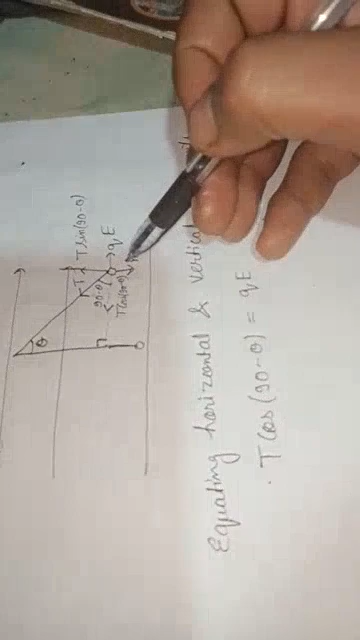 θ
T
T sin(90-θ)
90-θ
qE
T cos(90-θ)
Equating horizontal & vertical
T cos(90-θ) = qE